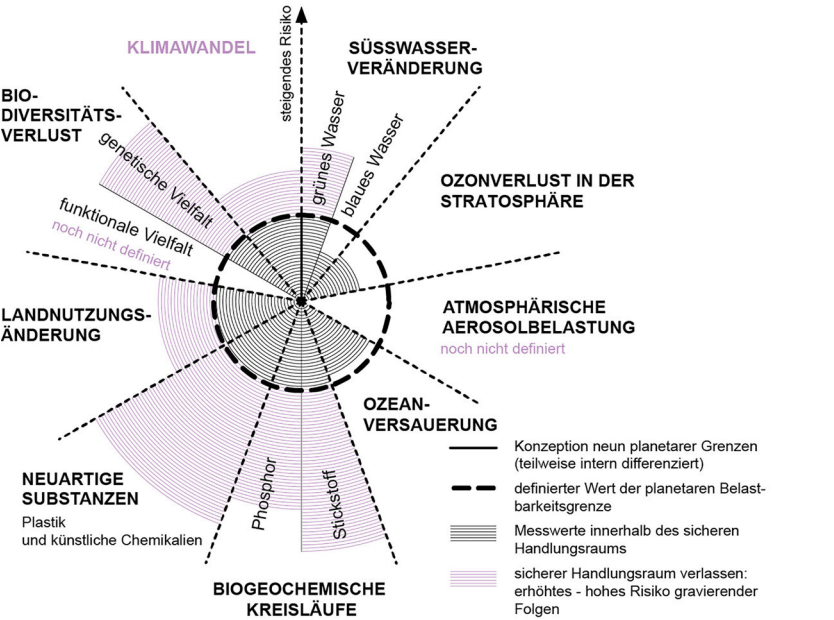 KLIMAWANDEL
steigendes Risiko
SÜSSWASSER-
VERÄNDERUNG
grünes Wasser
blaues Wasser
OZONVERLUST IN DER
STRATOSPHÄRE
ATMOSPHÄRISCHE
AEROSOLBELASTUNG
noch nicht definiert
OZEAN-
VERSAUERUNG
BIOGEOCHEMISCHE
KREISLÄUFE
Stickstoff
Phosphor
NEUARTIGE
SUBSTANZEN
Plastik
und künstliche Chemikalien
LANDNUTZUNGS-
ÄNDERUNG
BIO-
DIVERSITÄTS-
VERLUST
genetische Vielfalt
funktionale Vielfalt
noch nicht definiert
Konzeption neun planetarer Grenzen
(teilweise intern differenziert)
definierter Wert der planetaren Belast-
barkeitsgrenze
Messwerte innerhalb des sicheren
Handlungsraums
sicherer Handlungsraum verlassen:
erhöhtes - hohes Risiko gravierender
Folgen